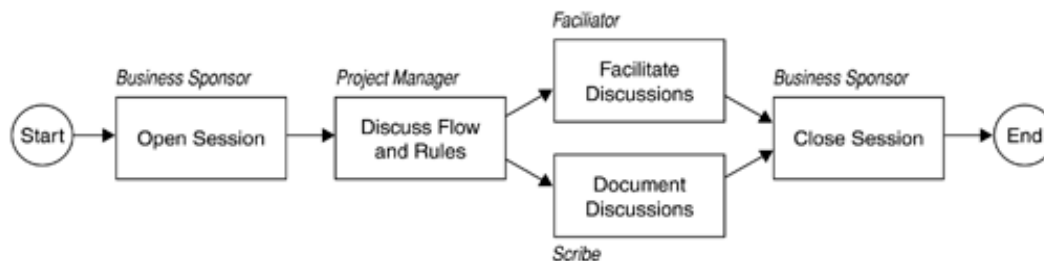 Faciliator
Facilitate
Discussions
Business Sponsor
Project Manager
Business Sponsor
Start
Open Session
Discuss Flow
and Rules
Close Session
End
Document
Discussions
Scribe